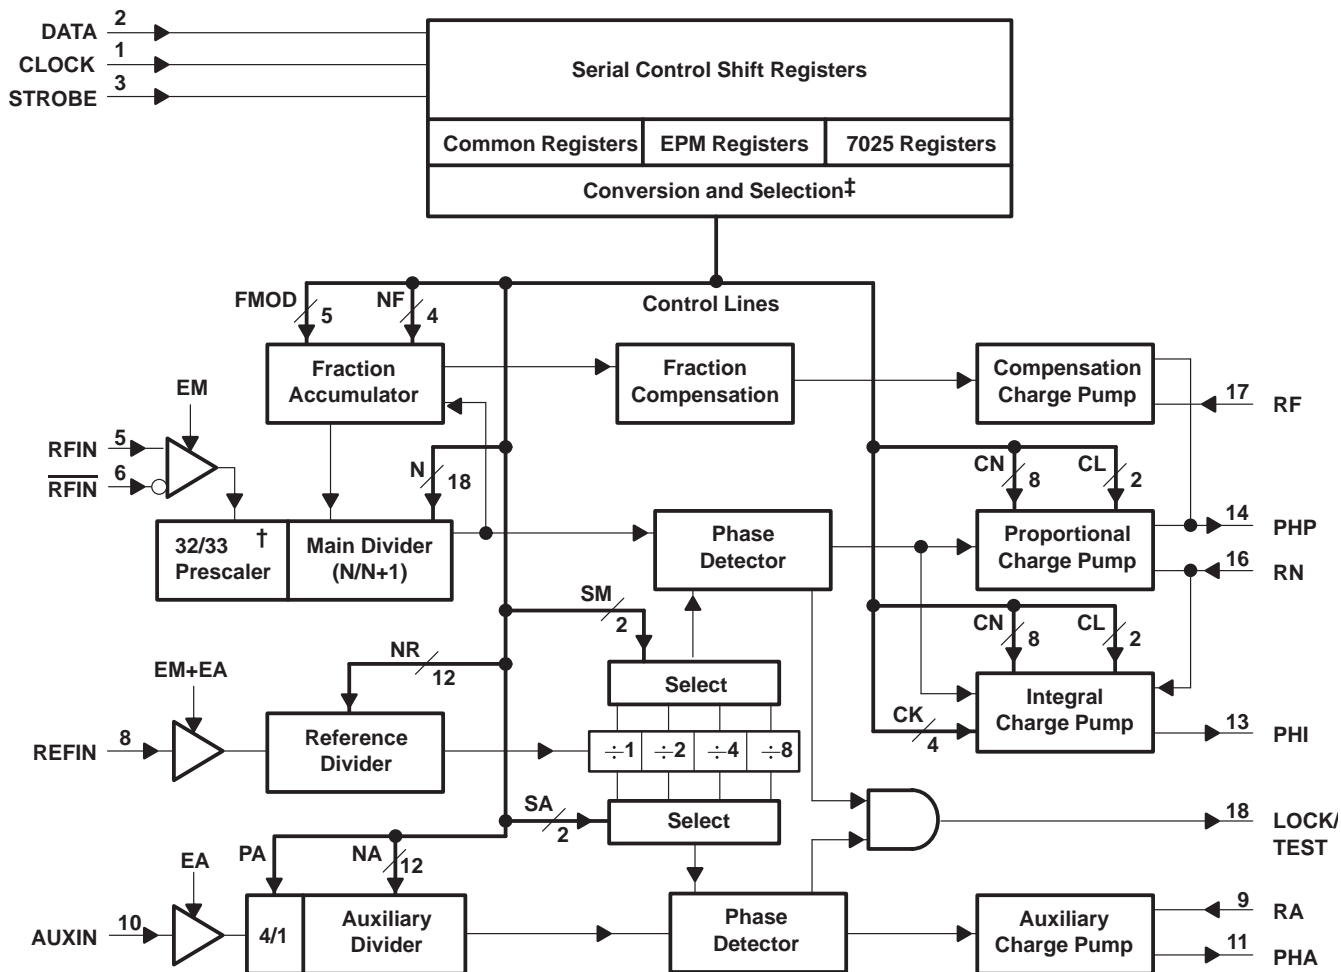 2
DATA
1
CLOCK
3
STROBE
Serial Control Shift Registers
Common Registers
EPM Registers
7025 Registers
Conversion and Selection‡
FMOD
5
NF
4
Control Lines
Fraction
Accumulator
Fraction
Compensation
Compensation
Charge Pump
17
RF
EM
RFIN
5
RFIN
6
N
18
CN
8
CL
2
32/33 †
Prescaler
Main Divider
(N/N+1)
Phase
Detector
Proportional
Charge Pump
14
PHP
16
RN
SM
2
CN
8
CL
2
NR
12
EM+EA
Select
Integral
Charge Pump
REFIN
8
Reference
Divider
÷1
÷2
÷4
÷8
CK
4
13
PHI
SA
2
Select
18
LOCK/
TEST
PA
NA
12
EA
AUXIN
10
4/1
Auxiliary
Divider
Phase
Detector
Auxiliary
Charge Pump
9
RA
11
PHA